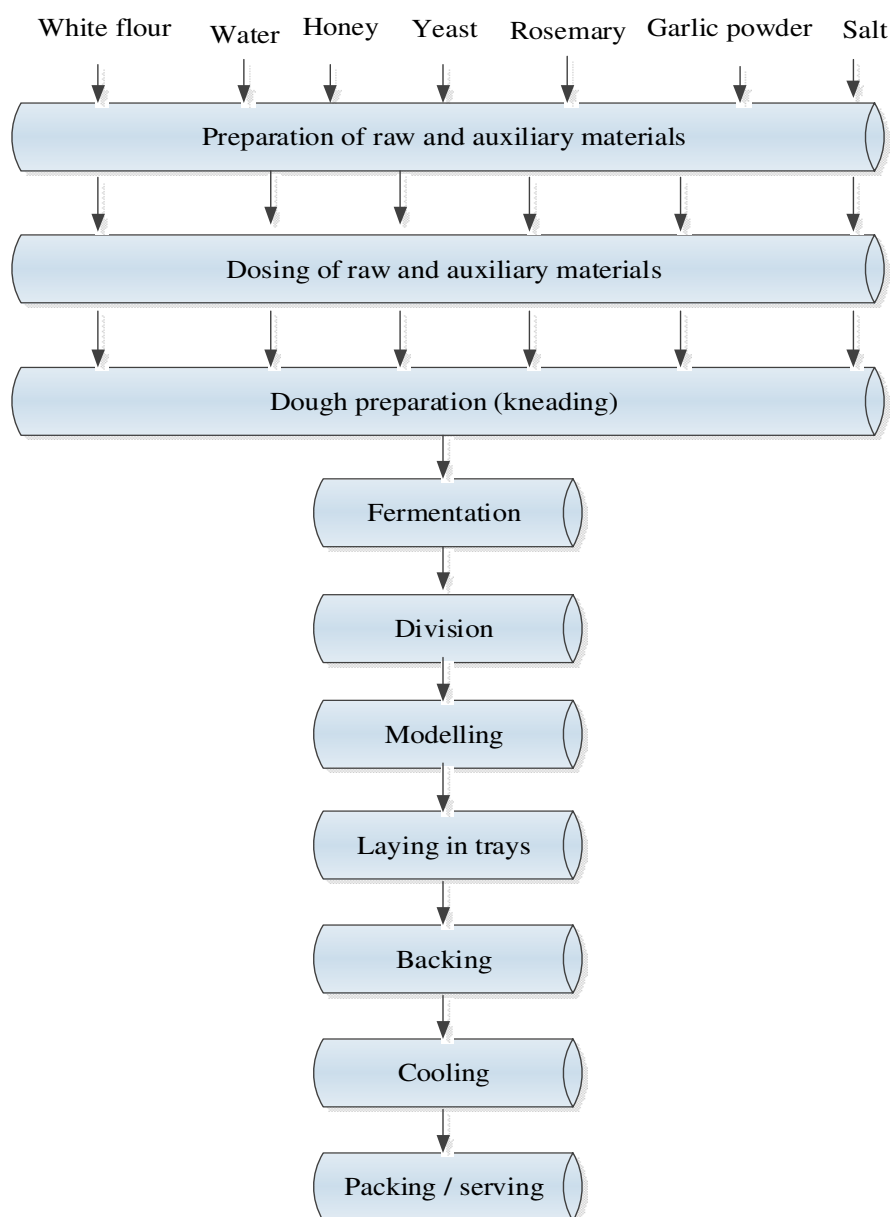 White flour Water Honey Yeast Rosemary Garlic powder Salt
Preparation of raw and auxiliary materials
Dosing of raw and auxiliary materials
Dough preparation (kneading)
Fermentation
Division
Modelling
Laying in trays
Backing
Cooling
Packing / serving